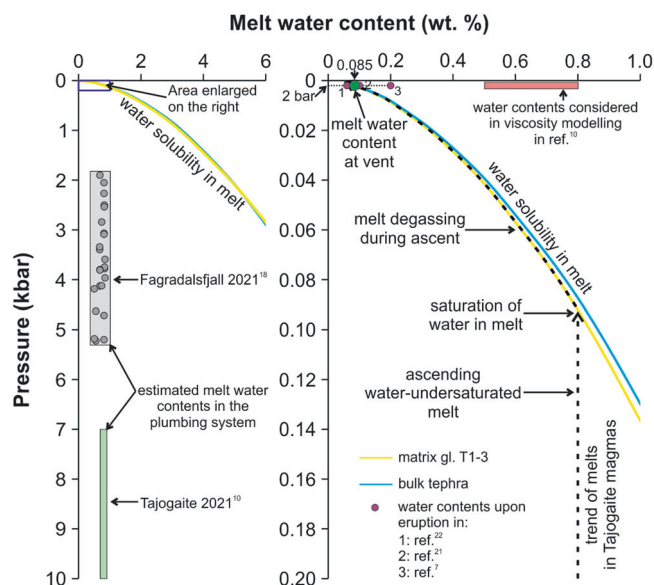 Melt water content (wt. %)
0 2 4 6
0 0.2 0.4 0.6 0.8 1.0
0.085
Pressure (kbar)
0
1
2
3
4
5
6
7
8
9
10
Area enlarged
on the right
water solubility in melt
Fagradalsfjall 2021¹⁸
estimated melt water
contents in the
plumbing system
Tajogaite 2021¹⁰
0
2 bar
0.02
0.04
0.06
0.08
0.10
0.12
0.14
0.16
0.18
0.20
1 2 3
melt water
content
at vent
water contents considered
in viscosity modelling
in ref.¹⁰
water solubility in melt
melt degassing
during ascent
saturation of
water in melt
ascending
water-undersaturated
melt
trend of melts
in Tajogaite magmas
matrix gl. T1-3
bulk tephra
water contents upon
eruption in:
1: ref.²²
2: ref.²¹
3: ref.⁷